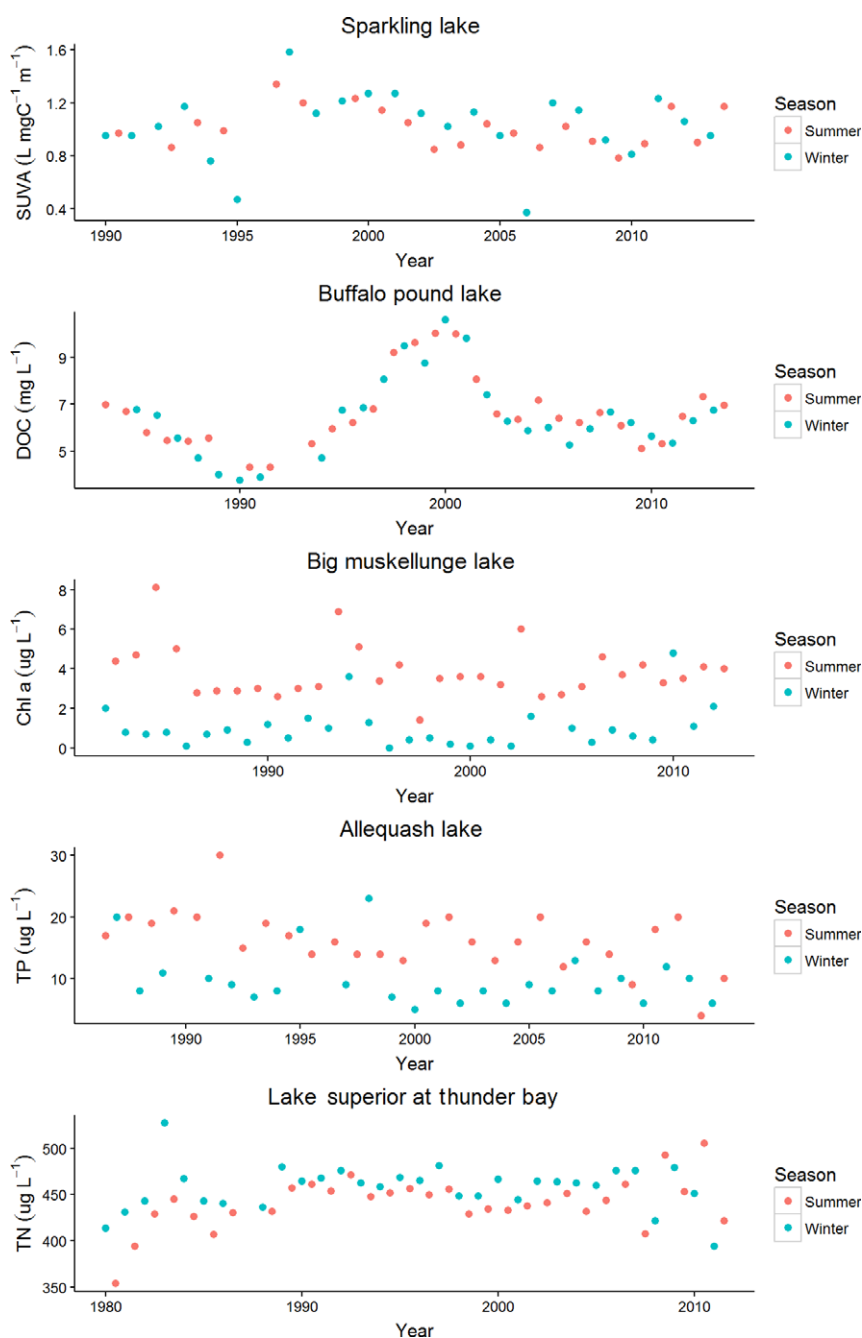 Sparkling lake
SUVA (L mgC⁻¹ m⁻¹)
1.6
1.2
0.8
0.4
1990 1995 2000 2005 2010
Year
Season
Summer
Winter
Buffalo pound lake
DOC (mg L⁻¹)
9
7
5
1990 2000 2010
Year
Season
Summer
Winter
Big muskellunge lake
Chl a (ug L⁻¹)
8
6
4
2
0
1990 2000 2010
Year
Season
Summer
Winter
Allequash lake
TP (ug L⁻¹)
30
20
10
1990 1995 2000 2005 2010
Year
Season
Summer
Winter
Lake superior at thunder bay
TN (ug L⁻¹)
500
450
400
350
1980 1990 2000 2010
Year
Season
Summer
Winter